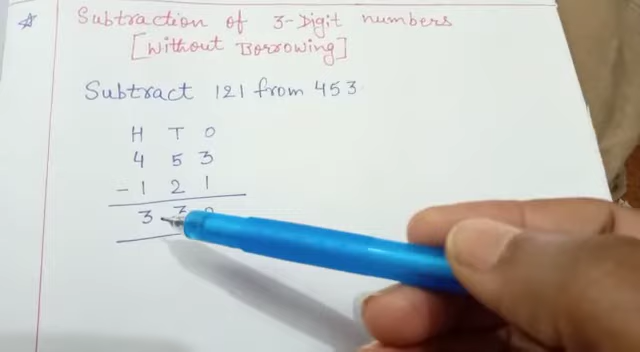 Subtraction of 3-Digit numbers
[Without Borrowing]
Subtract 121 from 453
H T O
4 5 3
- 1 2 1
3